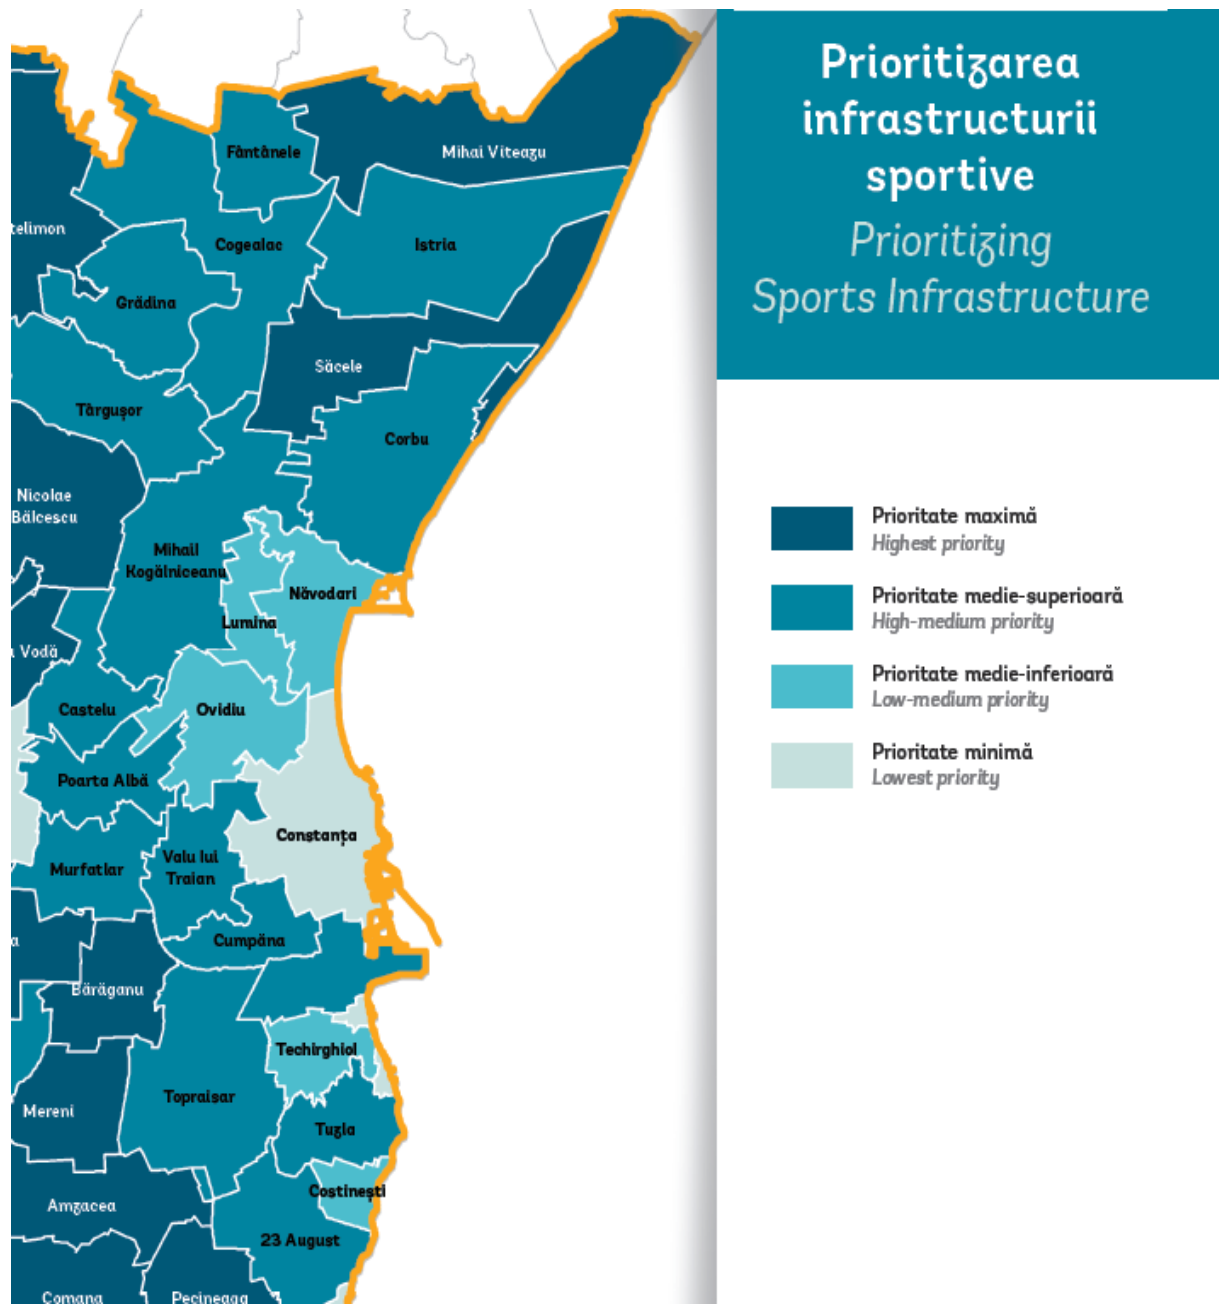 Prioritizarea
infrastructurii
sportive
Prioritizing
Sports Infrastructure
Prioritate maximă
Highest priority
Prioritate medie-superioară
High-medium priority
Prioritate medie-inferioară
Low-medium priority
Prioritate minimă
Lowest priority
Fântânele
Mihai Viteazu
telimon
Cogealac
Istria
Grădina
Săcele
Târgușor
Corbu
Nicolae
Bălcescu
Mihail
Kogălniceanu
Năvodari
Lumina
Vodă
Castelu
Ovidiu
Poarta Albă
Constanța
Murfatlar
Valu lui
Traian
a
Cumpăna
Bărăganu
Techirghiol
Topraisar
Mereni
Tuzla
Costinești
Amzacea
23 August
Comana
Pecineaga